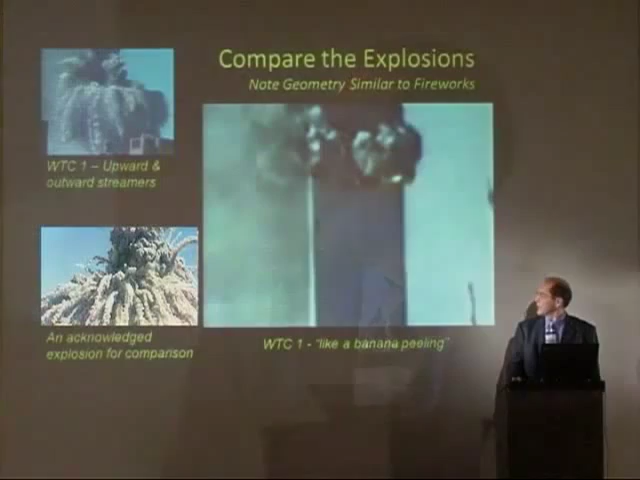 Compare the Explosions
Note Geometry Similar to Fireworks
WTC 1 – Upward &
outward streamers
An acknowledged
explosion for comparison
WTC 1 - "like a banana peeling"